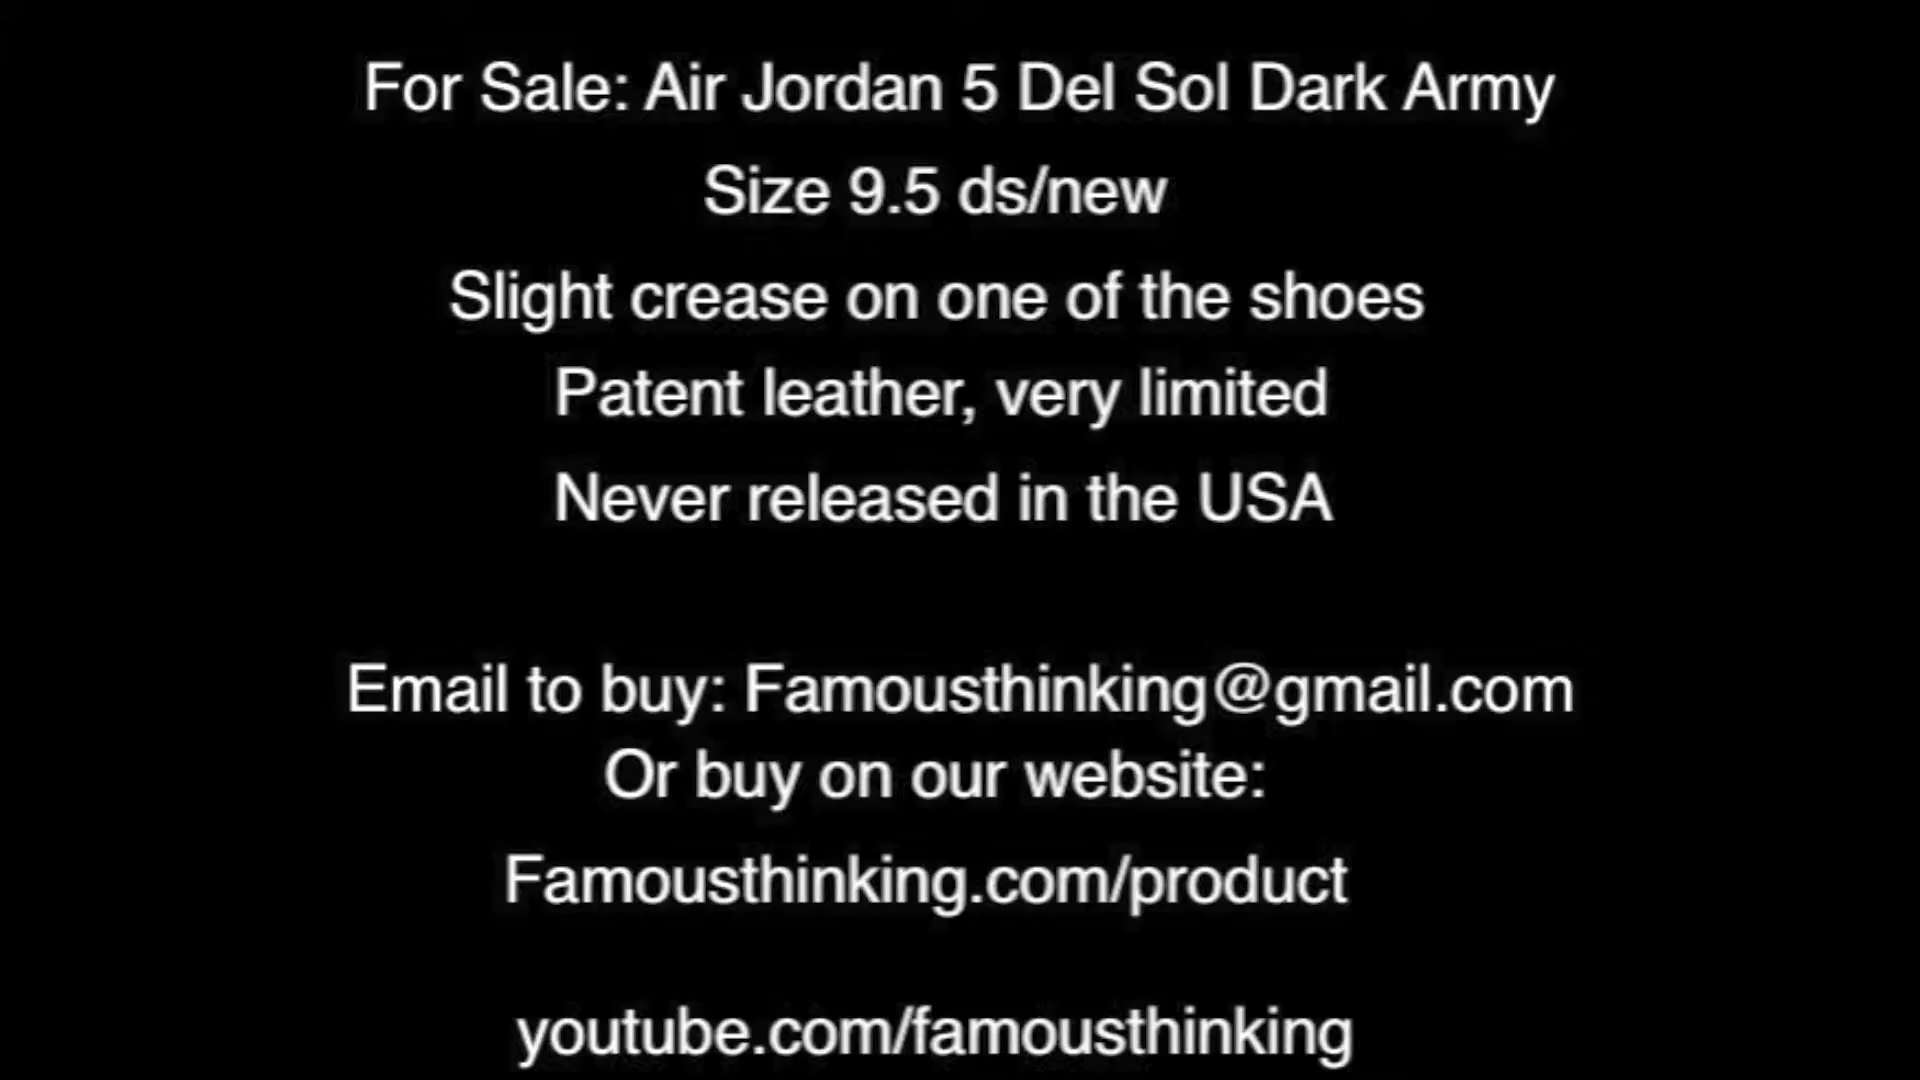 For Sale: Air Jordan 5 Del Sol Dark Army
Size 9.5 ds/new
Slight crease on one of the shoes
Patent leather, very limited
Never released in the USA
Email to buy: Famousthinking@gmail.com
Or buy on our website:
Famousthinking.com/product
youtube.com/famousthinking